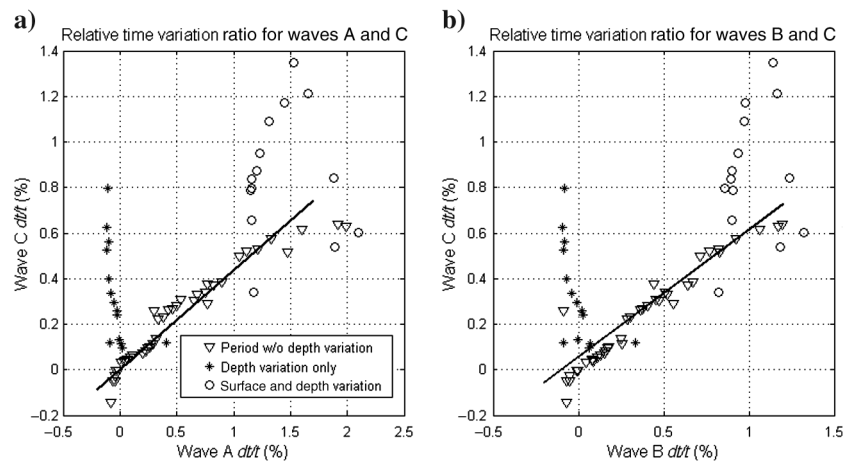 a)
Relative time variation ratio for waves A and C
1.4
1.2
1
0.8
0.6
0.4
0.2
0
−0.2
−0.5
0
0.5
1
1.5
2
2.5
Wave C dt/t (%)
Wave A dt/t (%)
Period w/o depth variation
Depth variation only
Surface and depth variation
b)
Relative time variation ratio for waves B and C
1.4
1.2
1
0.8
0.6
0.4
0.2
0
−0.2
−0.5
0
0.5
1
1.5
Wave C dt/t (%)
Wave B dt/t (%)